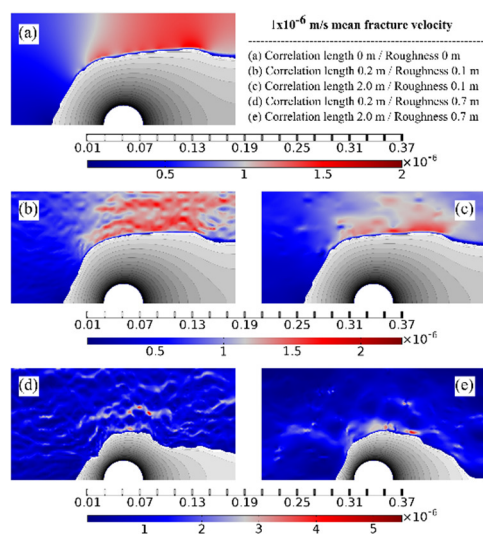 (a)
1x10-6 m/s mean fracture velocity
(a) Correlation length 0 m / Roughness 0 m
(b) Correlation length 0.2 m / Roughness 0.1 m
(c) Correlation length 2.0 m / Roughness 0.1 m
(d) Correlation length 0.2 m / Roughness 0.7 m
(e) Correlation length 2.0 m / Roughness 0.7 m
0.01 0.07 0.13 0.19 0.25 0.31 0.37
×10-6
0.5 1 1.5 2
(b) (c)
0.01 0.07 0.13 0.19 0.25 0.31 0.37
×10-6
0.5 1 1.5 2
(d) (e)
0.01 0.07 0.13 0.19 0.25 0.31 0.37
×10-6
1 2 3 4 5